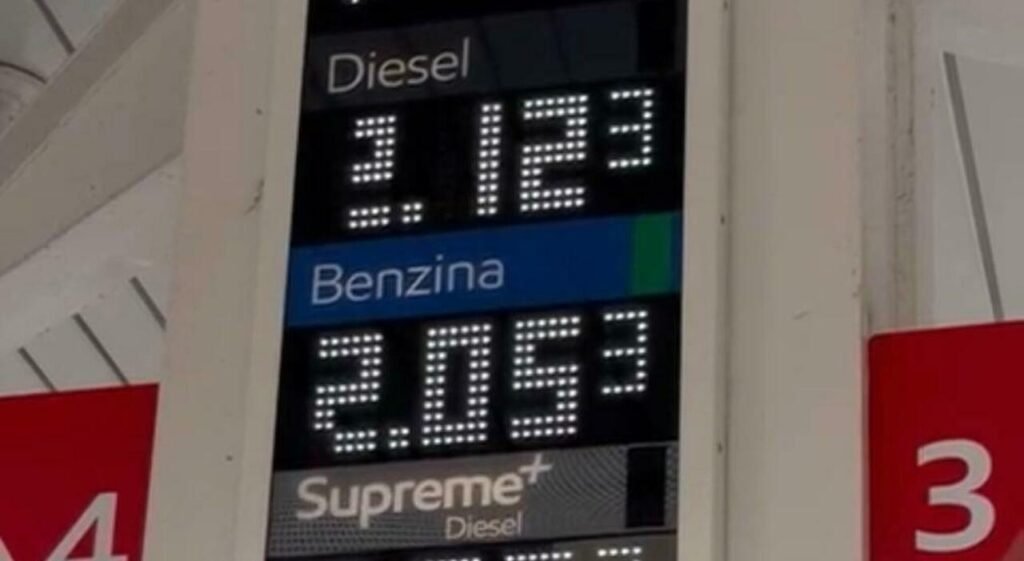 Diesel
2.12³
Benzina
2.05³
Supreme+
Diesel
4
3